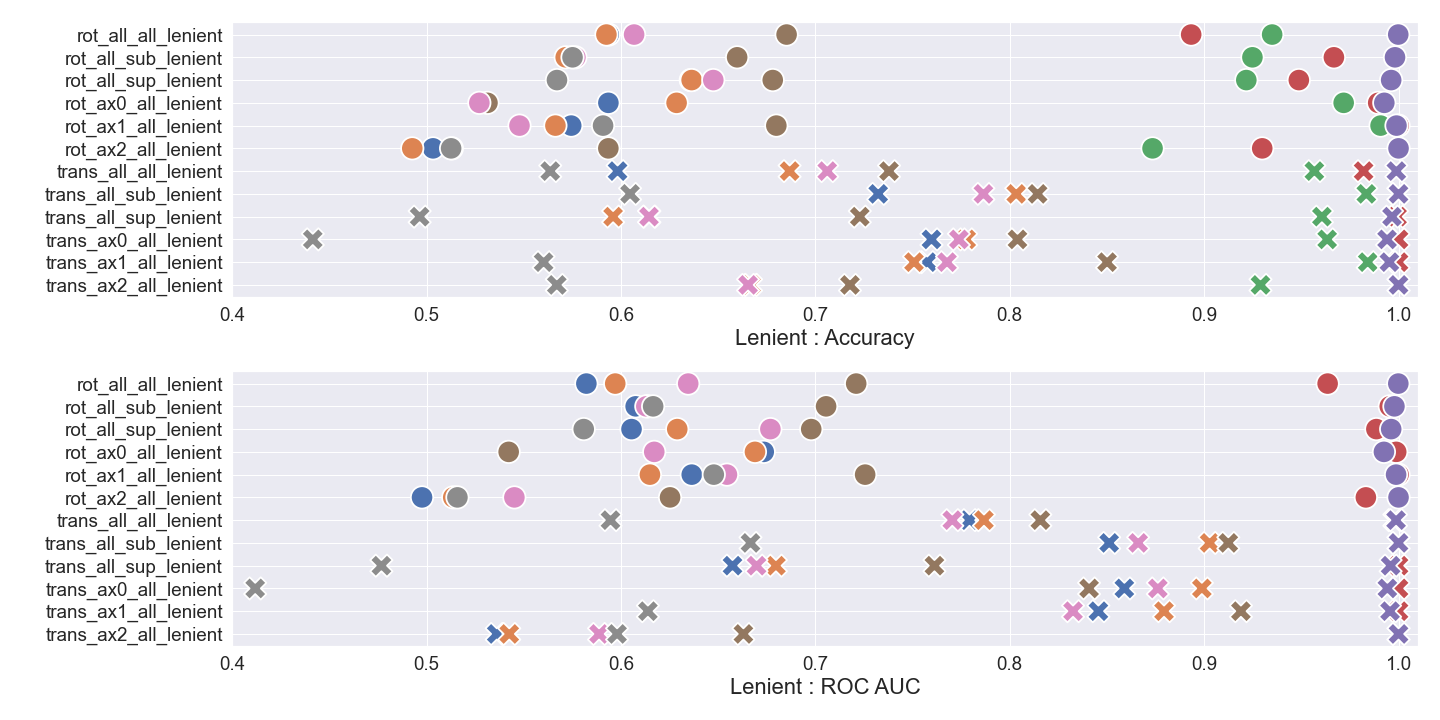 rot_all_all_lenient
rot_all_sub_lenient
rot_all_sup_lenient
rot_ax0_all_lenient
rot_ax1_all_lenient
rot_ax2_all_lenient
trans_all_all_lenient
trans_all_sub_lenient
trans_all_sup_lenient
trans_ax0_all_lenient
trans_ax1_all_lenient
trans_ax2_all_lenient
0.4 0.5 0.6 0.7 0.8 0.9 1.0
Lenient : Accuracy
rot_all_all_lenient
rot_all_sub_lenient
rot_all_sup_lenient
rot_ax0_all_lenient
rot_ax1_all_lenient
rot_ax2_all_lenient
trans_all_all_lenient
trans_all_sub_lenient
trans_all_sup_lenient
trans_ax0_all_lenient
trans_ax1_all_lenient
trans_ax2_all_lenient
0.4 0.5 0.6 0.7 0.8 0.9 1.0
Lenient : ROC AUC